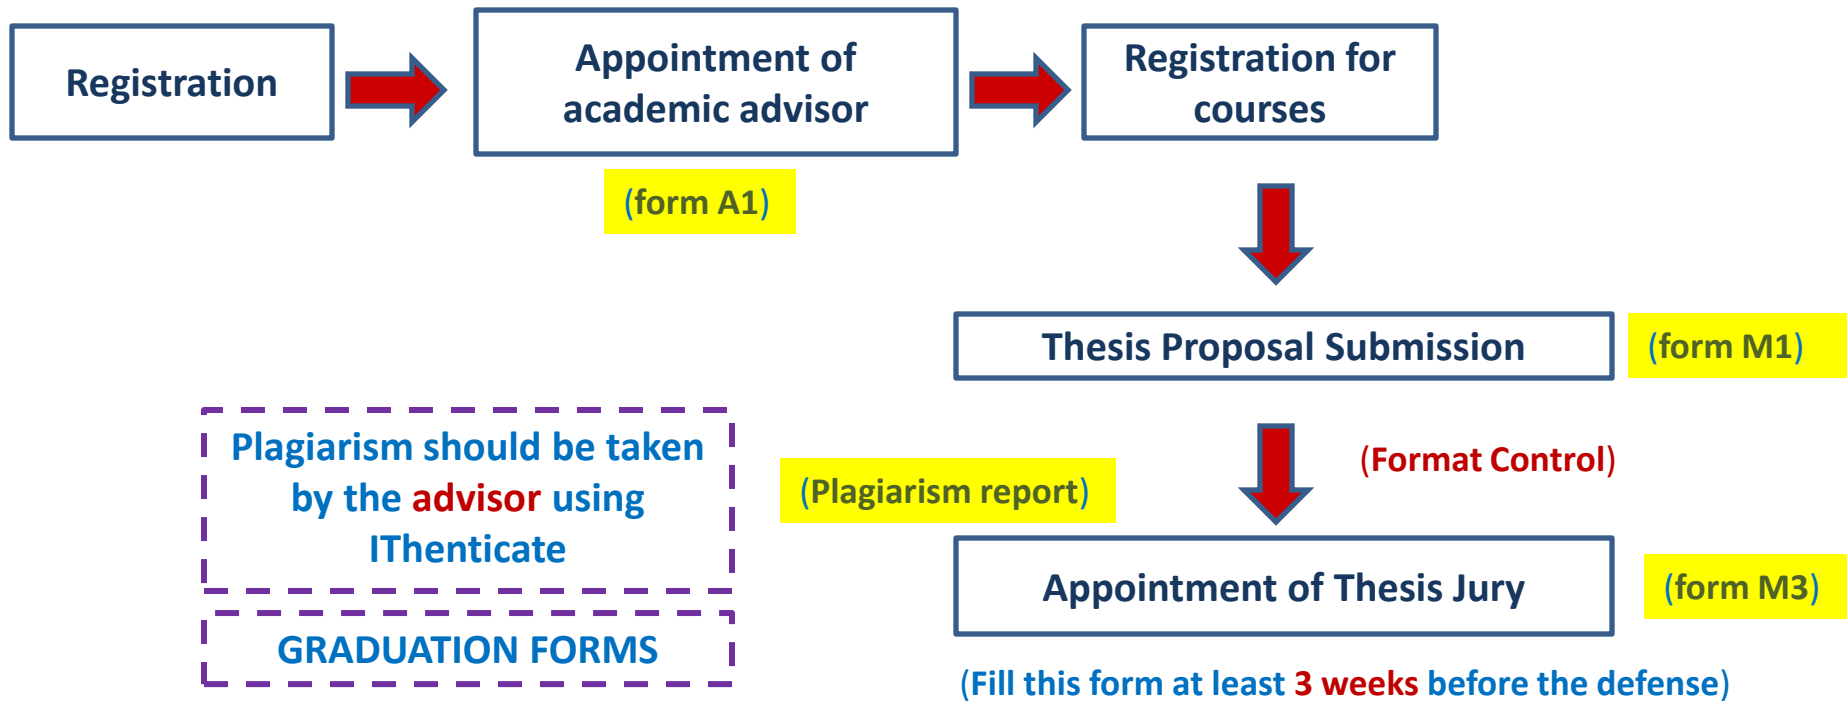 Registration
Appointment of
academic advisor
Registration for
courses
(form A1)
Thesis Proposal Submission
(form M1)
Plagiarism should be taken
by the advisor using
IThenticate
(Plagiarism report)
(Format Control)
Appointment of Thesis Jury
(form M3)
GRADUATION FORMS
(Fill this form at least 3 weeks before the defense)